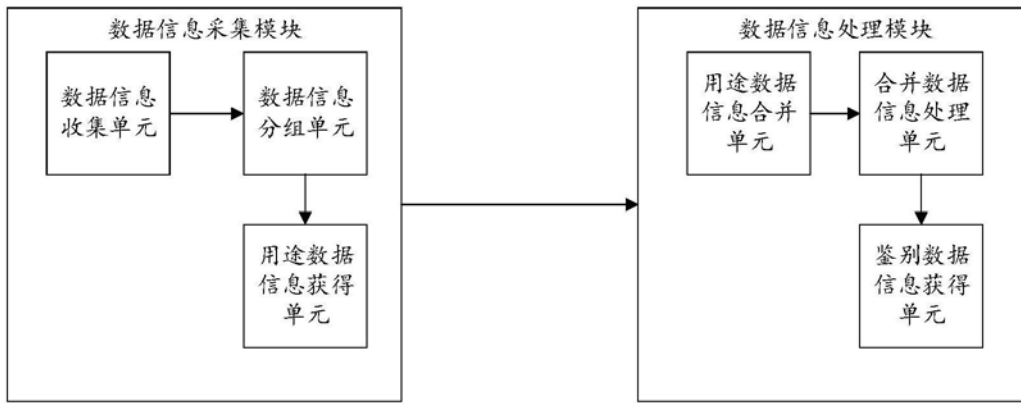 数据信息采集模块
数据信息
收集单元
数据信息
分组单元
用途数据
信息获得
单元
数据信息处理模块
用途数据
信息合并
单元
合并数据
信息处理
单元
鉴别数据
信息获得
单元